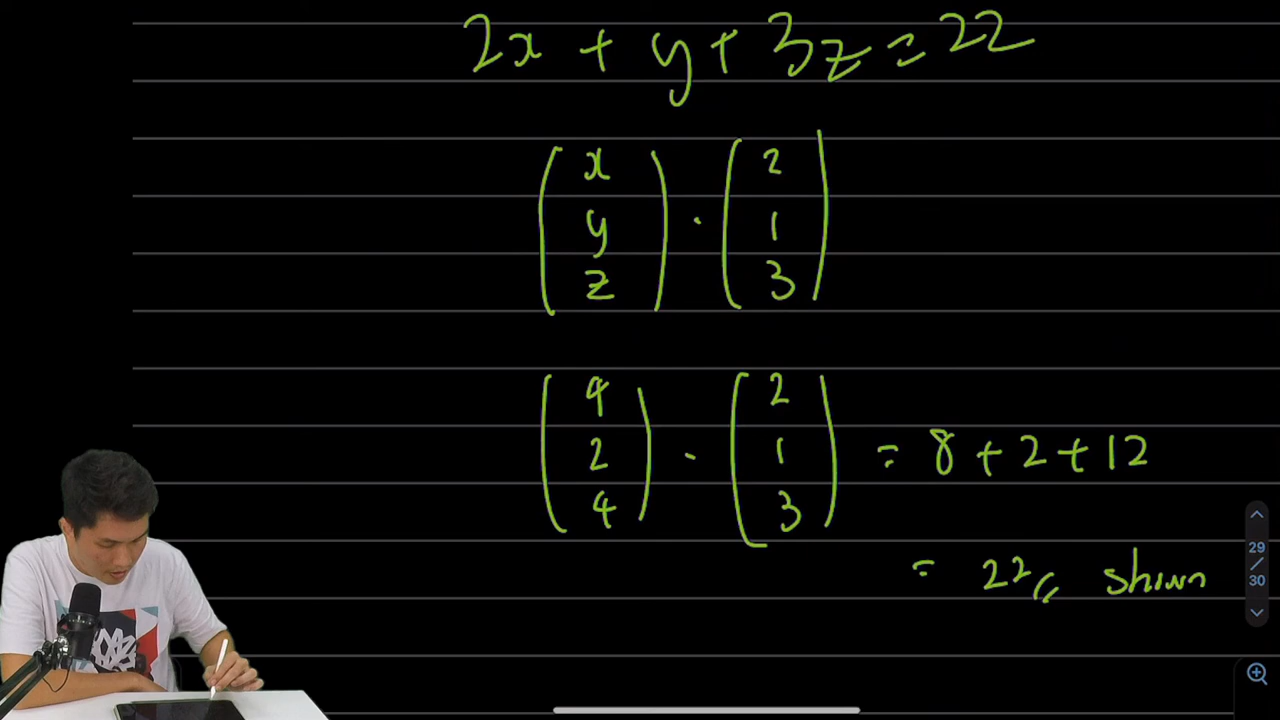 2x + y + 3z = 22
(x y z) · (2 1 3)
(4 2 4) · (2 1 3) = 8 + 2 + 12
= 22 shown
29
/
30